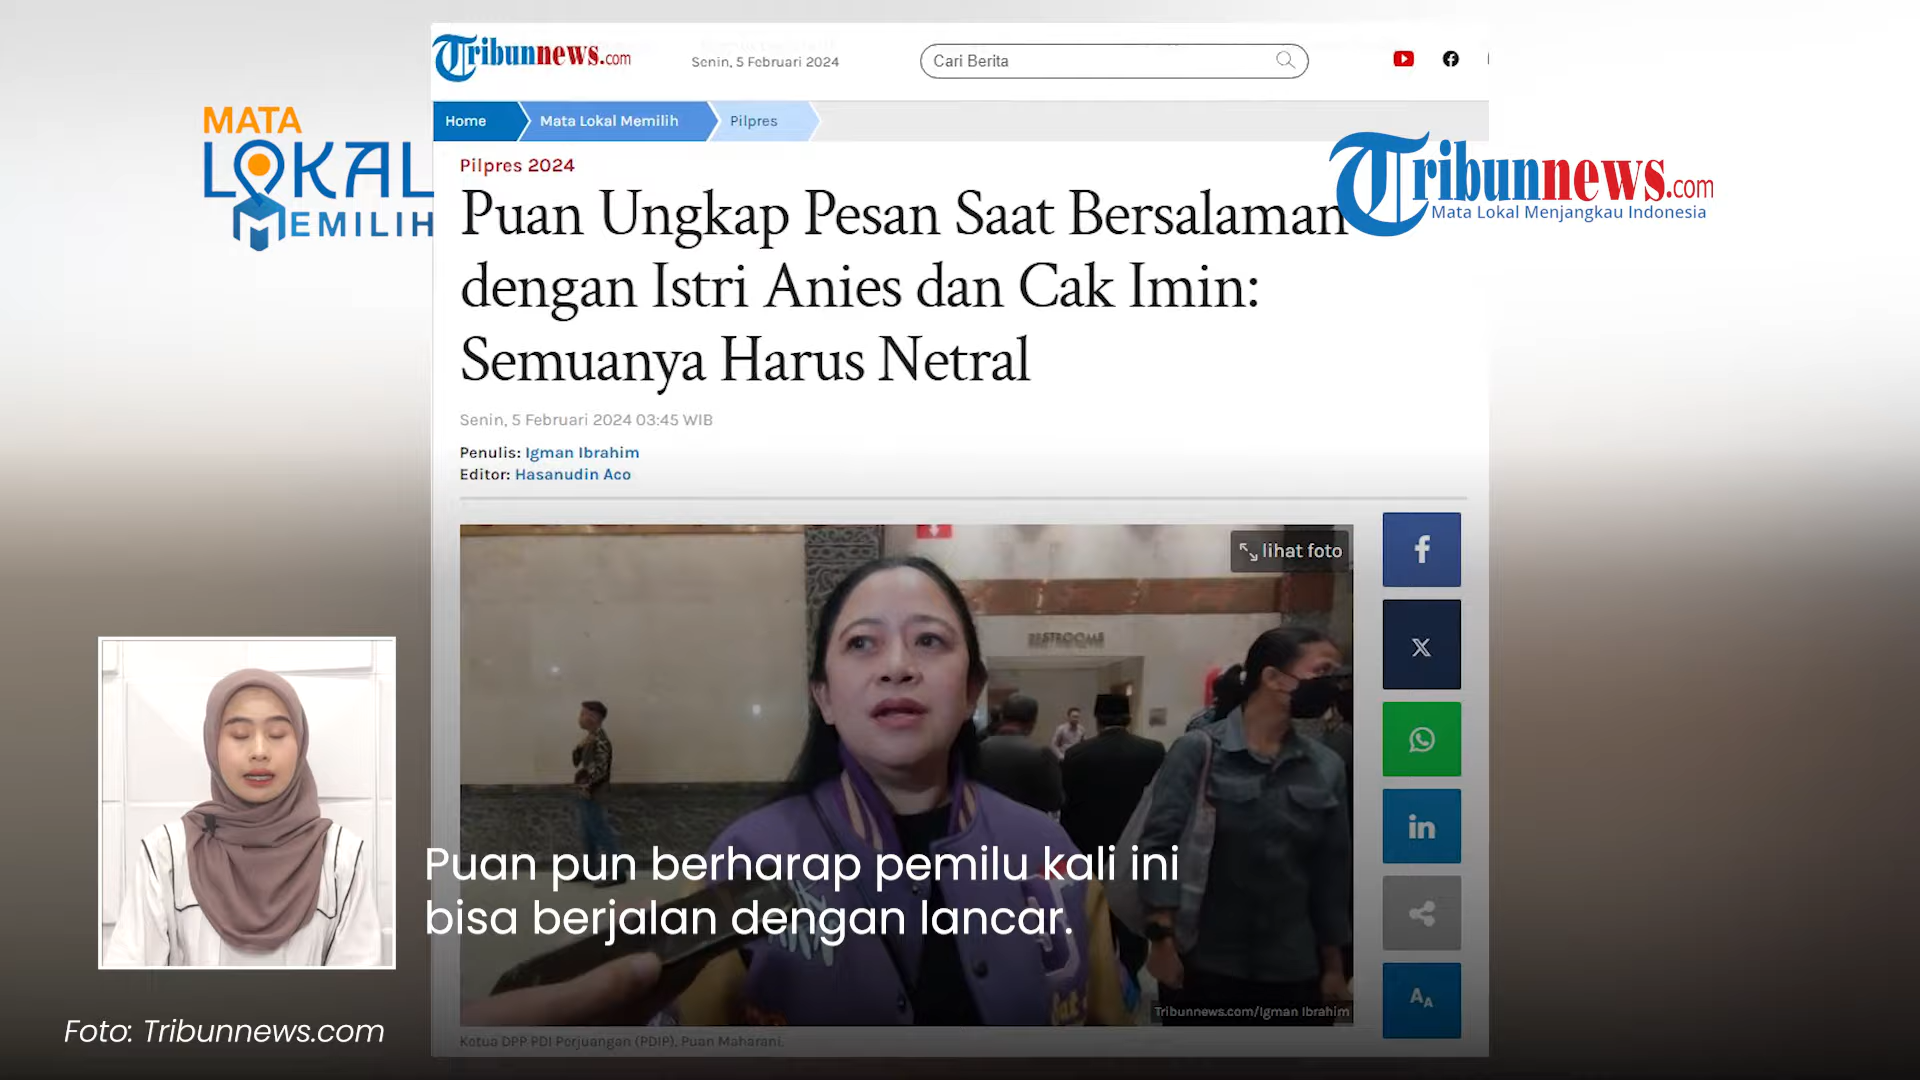 Tribunnews.com
Senin, 5 Februari 2024
Cari Berita
Home
Mata Lokal Memilih
Pilpres
MATA
LOKAL
MEMILIH
Tribunnews.com
Mata Lokal Menjangkau Indonesia
Pilpres 2024
Puan Ungkap Pesan Saat Bersalaman
dengan Istri Anies dan Cak Imin:
Semuanya Harus Netral
Senin, 5 Februari 2024 03:45 WIB
Penulis: Igman Ibrahim
Editor: Hasanudin Aco
lihat foto
RESTROOMS
Puan pun berharap pemilu kali ini
bisa berjalan dengan lancar.
Tribunnews.com/Igman Ibrahim
Ketua DPP PDI Perjuangan (PDIP), Puan Maharani.
Foto: Tribunnews.com